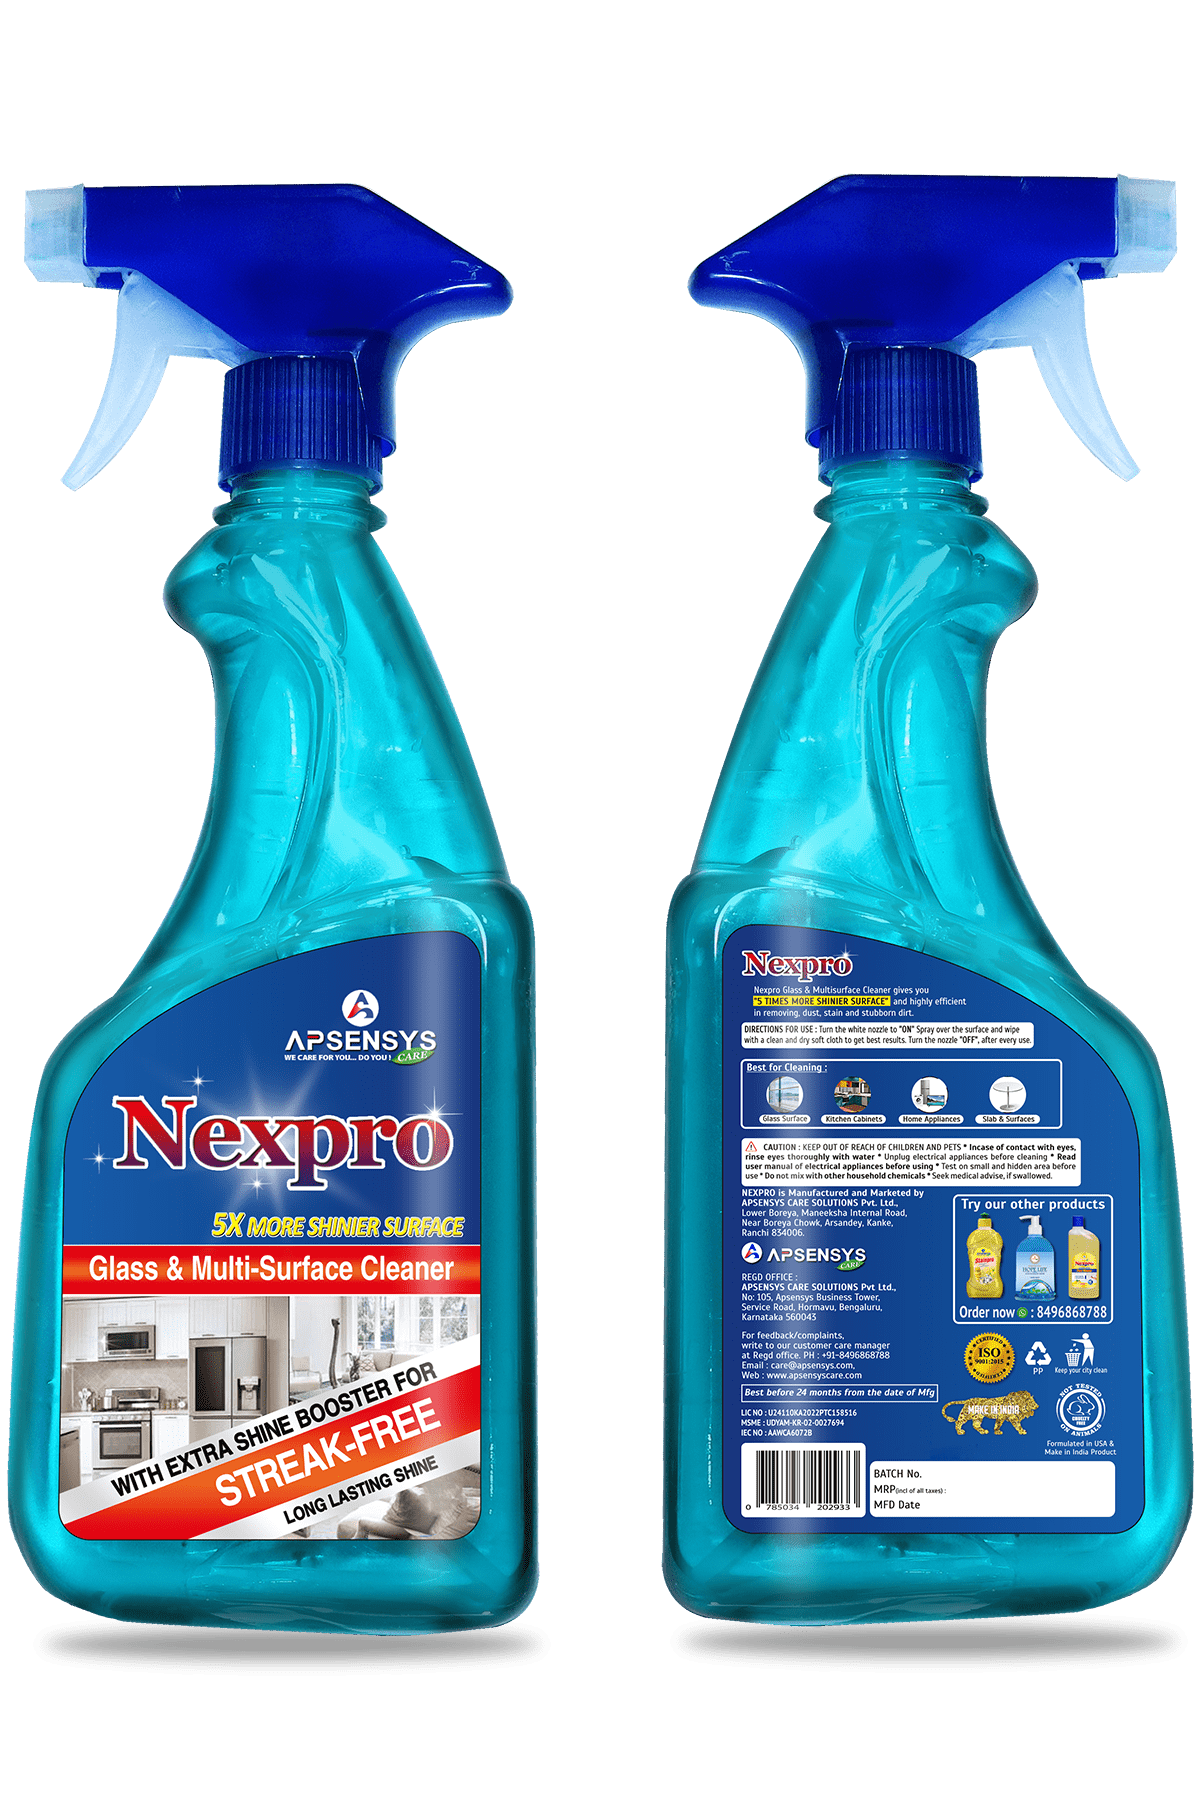 APSENSYS
WE CARE FOR YOU... DO YOU !
CARE
Nexpro
5X MORE SHINIER SURFACE
Glass & Multi-Surface Cleaner
WITH EXTRA SHINE BOOSTER FOR
STREAK-FREE
LONG LASTING SHINE
Nexpro
Nexpro Glass & Multisurface Cleaner gives you
"5 TIMES MORE SHINIER SURFACE" and highly efficient
in removing, dust, stain and stubborn dirt.
DIRECTIONS FOR USE : Turn the white nozzle to "ON" Spray over the surface and wipe
with a clean and dry soft cloth to get best results. Turn the nozzle "OFF", after every use.
Best for Cleaning :
Glass Surface
Kitchen Cabinets
Home Appliances
Slab & Surfaces
CAUTION : KEEP OUT OF REACH OF CHILDREN AND PETS * Incase of contact with eyes,
rinse eyes thoroughly with water * Unplug electrical appliances before cleaning * Read
user manual of electrical appliances before using * Test on small and hidden area before
use * Do not mix with other household chemicals * Seek medical advise, if swallowed.
NEXPRO is Manufactured and Marketed by
APSENSYS CARE SOLUTIONS Pvt. Ltd.,
Lower Boreya, Maneeksha Internal Road,
Near Boreya Chowk, Arsandey, Kanke,
Ranchi 834006.
APSENSYS
CARE
REGD OFFICE :
APSENSYS CARE SOLUTIONS Pvt Ltd.,
No: 105, Apsensys Business Tower,
Service Road, Hormavu, Bengaluru,
Karnataka 560043
For feedback/complaints,
write to our customer care manager
at Regd office. PH : +91-8496868788
Email : care@apsensys.com,
Web : www.apsensyscare.com
Best before 24 months from the date of Mfg
LIC NO : U24110KA2022PTC158516
MSME : UDYAM-KR-02-0027694
IEC NO : AAWCA6072B
0 785034 202933
Try our other products
Stainpro
HOPE LIFE
Nexpro
Order now : 8496868788
CERTIFIED
ISO
9001:2015
PP
Keep your city clean
MAKE IN INDIA
NOT TESTED
CRUELTY
FREE
ON ANIMALS
Formulated in USA &
Make in India Product
BATCH No.
MRP(incl of all taxes) :
MFD Date